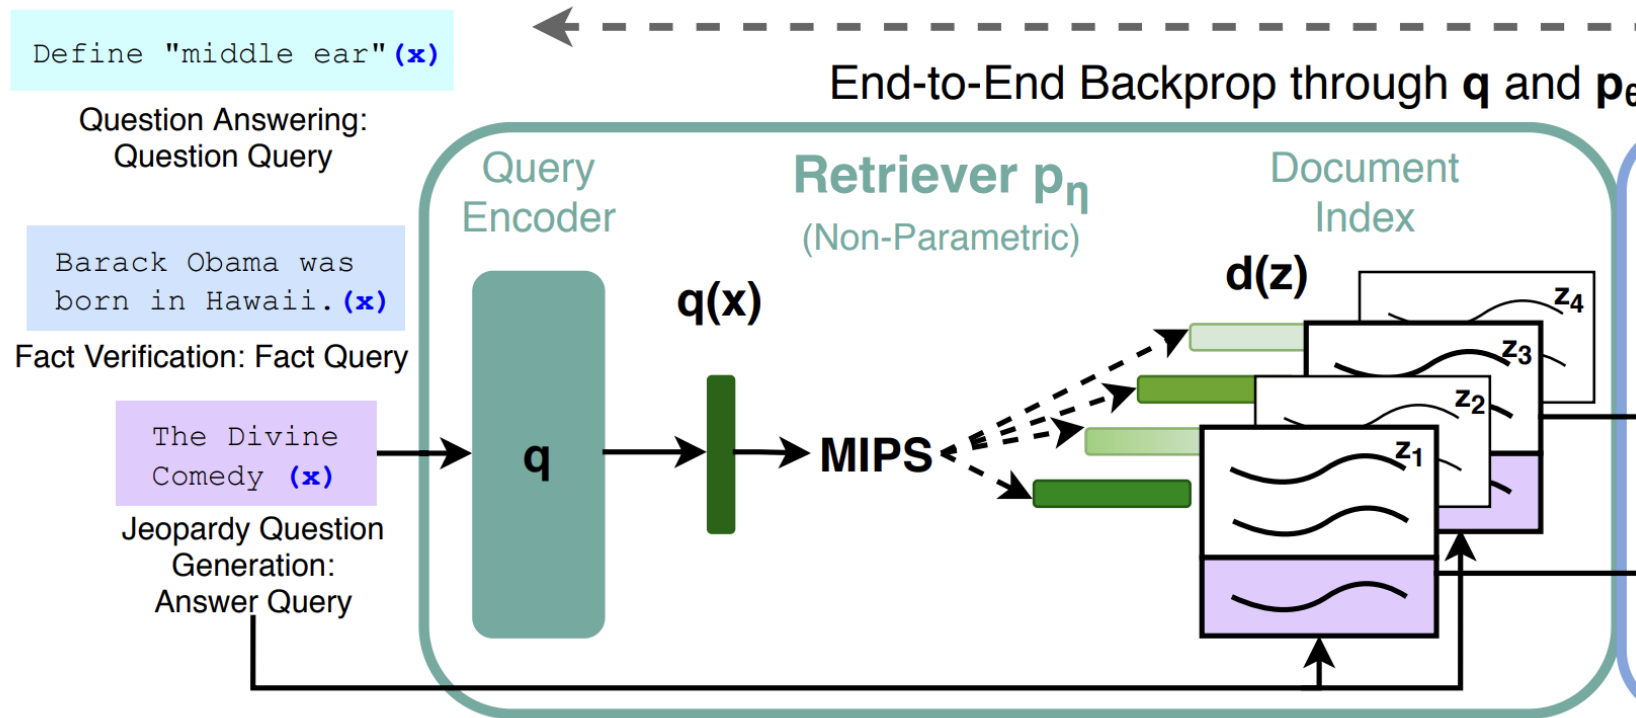 Define "middle ear"(x)
Question Answering:
Question Query
Barack Obama was
born in Hawaii.(x)
Fact Verification: Fact Query
The Divine
Comedy (x)
Jeopardy Question
Generation:
Answer Query
End-to-End Backprop through q and p
Query
Encoder
Retriever pη
(Non-Parametric)
Document
Index
q
q(x)
MIPS
d(z)
z4
z3
z2
z1